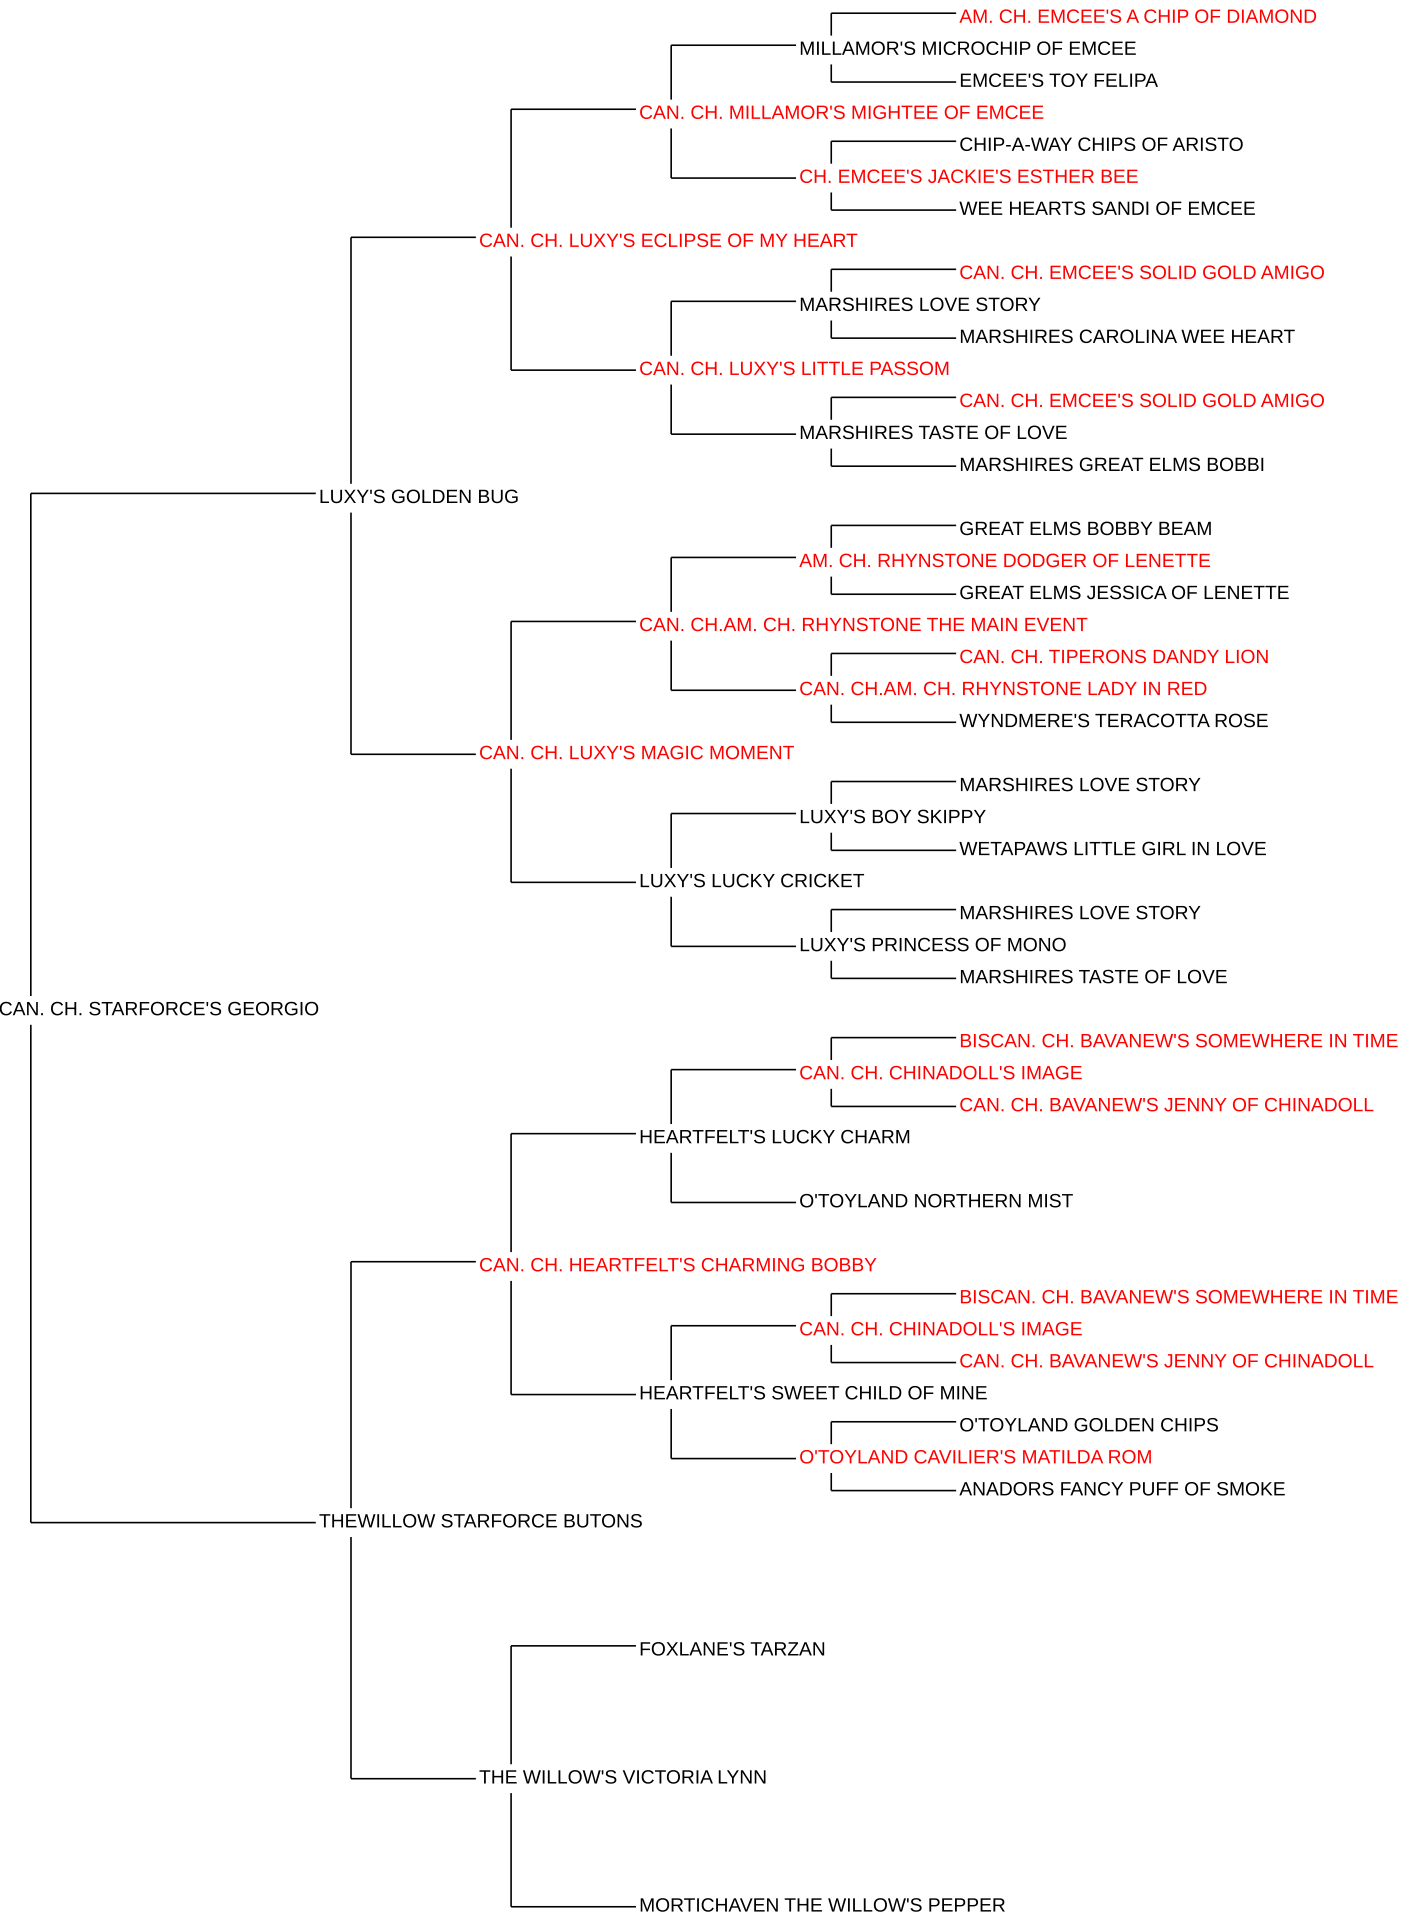 AM. CH. EMCEE'S A CHIP OF DIAMOND
MILLAMOR'S MICROCHIP OF EMCEE
EMCEE'S TOY FELIPA
CAN. CH. MILLAMOR'S MIGHTEE OF EMCEE
CHIP-A-WAY CHIPS OF ARISTO
CH. EMCEE'S JACKIE'S ESTHER BEE
WEE HEARTS SANDI OF EMCEE
CAN. CH. LUXY'S ECLIPSE OF MY HEART
CAN. CH. EMCEE'S SOLID GOLD AMIGO
MARSHIRES LOVE STORY
MARSHIRES CAROLINA WEE HEART
CAN. CH. LUXY'S LITTLE PASSOM
CAN. CH. EMCEE'S SOLID GOLD AMIGO
MARSHIRES TASTE OF LOVE
MARSHIRES GREAT ELMS BOBBI
LUXY'S GOLDEN BUG
GREAT ELMS BOBBY BEAM
AM. CH. RHYNSTONE DODGER OF LENETTE
GREAT ELMS JESSICA OF LENETTE
CAN. CH.AM. CH. RHYNSTONE THE MAIN EVENT
CAN. CH. TIPERONS DANDY LION
CAN. CH.AM. CH. RHYNSTONE LADY IN RED
WYNDMERE'S TERACOTTA ROSE
CAN. CH. LUXY'S MAGIC MOMENT
MARSHIRES LOVE STORY
LUXY'S BOY SKIPPY
WETAPAWS LITTLE GIRL IN LOVE
LUXY'S LUCKY CRICKET
MARSHIRES LOVE STORY
LUXY'S PRINCESS OF MONO
MARSHIRES TASTE OF LOVE
CAN. CH. STARFORCE'S GEORGIO
BISCAN. CH. BAVANEW'S SOMEWHERE IN TIME
CAN. CH. CHINADOLL'S IMAGE
CAN. CH. BAVANEW'S JENNY OF CHINADOLL
HEARTFELT'S LUCKY CHARM
O'TOYLAND NORTHERN MIST
CAN. CH. HEARTFELT'S CHARMING BOBBY
BISCAN. CH. BAVANEW'S SOMEWHERE IN TIME
CAN. CH. CHINADOLL'S IMAGE
CAN. CH. BAVANEW'S JENNY OF CHINADOLL
HEARTFELT'S SWEET CHILD OF MINE
O'TOYLAND GOLDEN CHIPS
O'TOYLAND CAVILIER'S MATILDA ROM
ANADORS FANCY PUFF OF SMOKE
THEWILLOW STARFORCE BUTONS
FOXLANE'S TARZAN
THE WILLOW'S VICTORIA LYNN
MORTICHAVEN THE WILLOW'S PEPPER